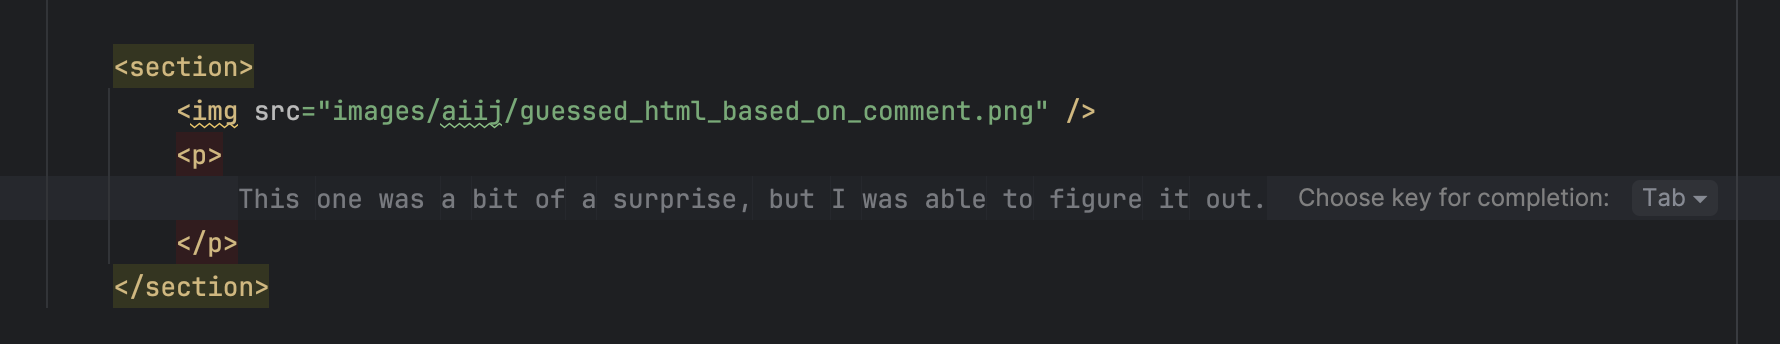 <section>
<img src="images/aiij/guessed_html_based_on_comment.png" />
<p>
This one was a bit of a surprise, but I was able to figure it out. Choose key for completion: Tab
</p>
</section>